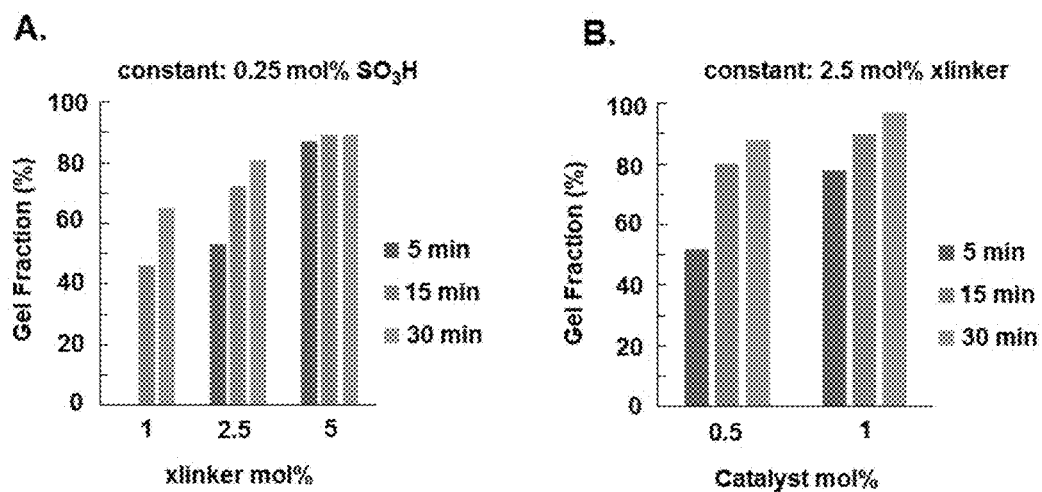 A.
constant: 0.25 mol% SO₃H
Gel Fraction (%)
100
80
60
40
20
0
1 2.5 5
xlinker mol%
5 min
15 min
30 min
B.
constant: 2.5 mol% xlinker
Gel Fraction (%)
100
80
60
40
20
0
0.5 1
Catalyst mol%
5 min
15 min
30 min